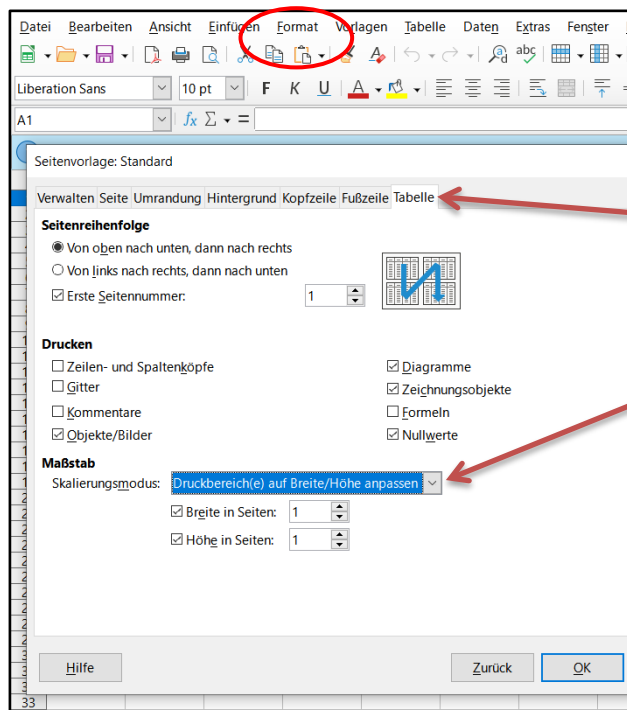 Datei Bearbeiten Ansicht Einfügen Format Vorlagen Tabelle Daten Extras Fenster
Liberation Sans 10 pt F K U A
A1 fx Σ =
Seitenvorlage: Standard
Verwalten Seite Umrandung Hintergrund Kopfzeile Fußzeile Tabelle
Seitenreihenfolge
Von oben nach unten, dann nach rechts
Von links nach rechts, dann nach unten
Erste Seitennummer: 1
Drucken
Zeilen- und Spaltenköpfe Diagramme
Gitter Zeichnungsobjekte
Kommentare Formeln
Objekte/Bilder Nullwerte
Maßstab
Skalierungsmodus: Druckbereich(e) auf Breite/Höhe anpassen
Breite in Seiten: 1
Höhe in Seiten: 1
Hilfe Zurück OK
33